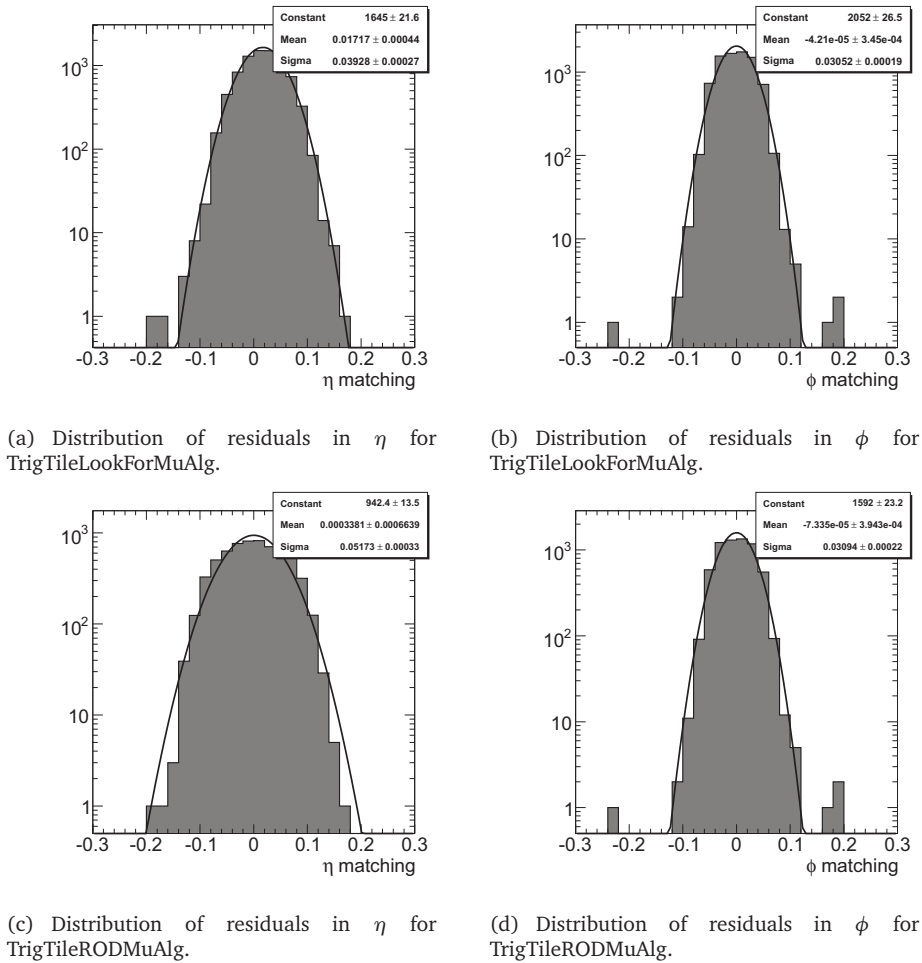 Constant 1645 ± 21.6
Mean 0.01717 ± 0.00044
Sigma 0.03928 ± 0.00027
10³
10²
10
1
-0.3 -0.2 -0.1 0 0.1 0.2 0.3
η matching
Constant 2052 ± 26.5
Mean -4.21e-05 ± 3.45e-04
Sigma 0.03052 ± 0.00019
10³
10²
10
1
-0.3 -0.2 -0.1 0 0.1 0.2 0.3
ϕ matching
(a) Distribution of residuals in η for
TrigTileLookForMuAlg.
(b) Distribution of residuals in ϕ for
TrigTileLookForMuAlg.
Constant 942.4 ± 13.5
Mean 0.0003381 ± 0.0006639
Sigma 0.05173 ± 0.00033
10³
10²
10
1
-0.3 -0.2 -0.1 0 0.1 0.2 0.3
η matching
Constant 1592 ± 23.2
Mean -7.335e-05 ± 3.943e-04
Sigma 0.03094 ± 0.00022
10³
10²
10
1
-0.3 -0.2 -0.1 0 0.1 0.2 0.3
ϕ matching
(c) Distribution of residuals in η for
TrigTileRODMuAlg.
(d) Distribution of residuals in ϕ for
TrigTileRODMuAlg.